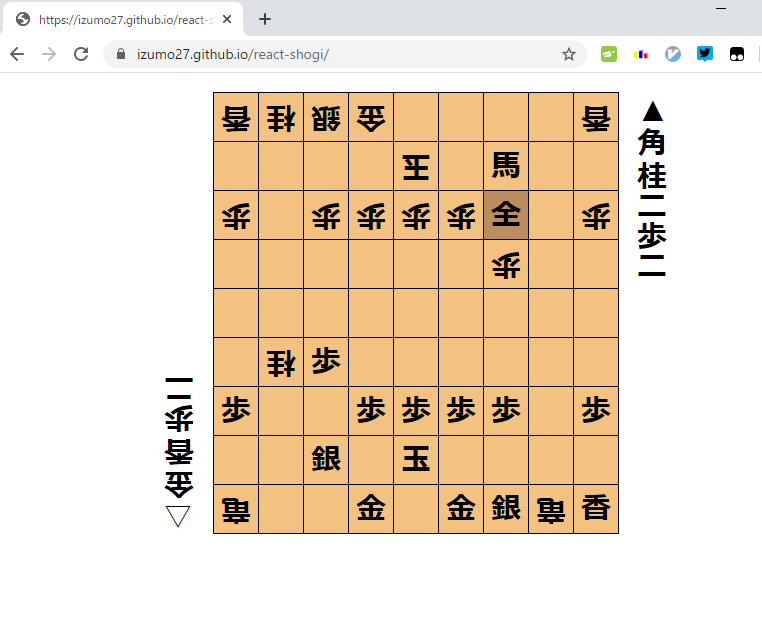 https://izumo27.github.io/react-s
izumo27.github.io/react-shogi/
▲角桂二歩二
香桂銀金香
王馬
歩歩歩歩歩全歩
歩
桂歩
歩歩歩歩歩歩
銀玉
竜金金銀竜香
△金香歩二